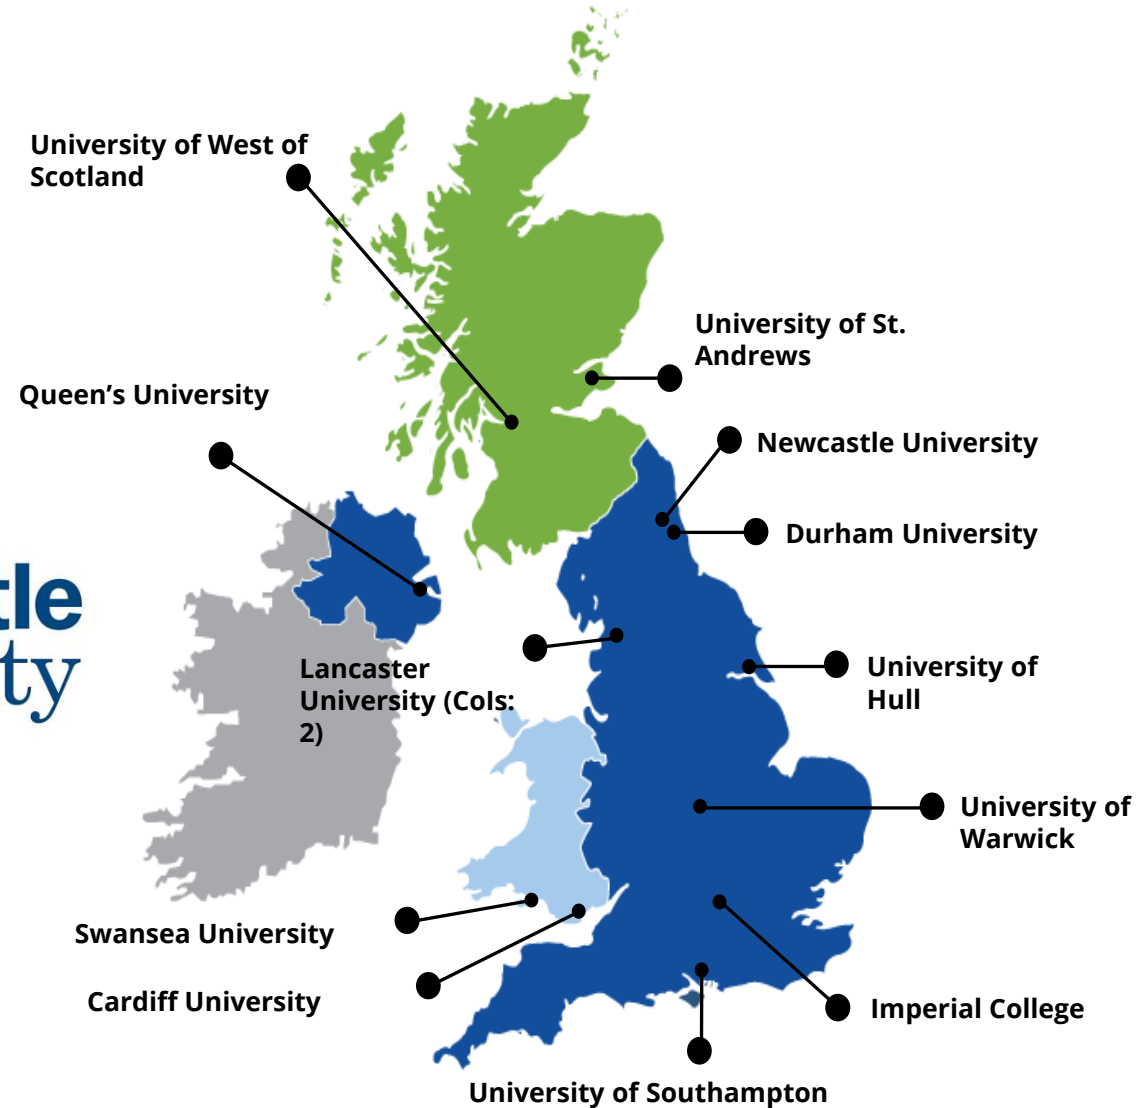 University of West of
Scotland
University of St.
Andrews
Queen’s University
Newcastle University
Durham University
tle
ty
Lancaster
University (Cols:
2)
University of
Hull
University of
Warwick
Swansea University
Cardiff University
Imperial College
University of Southampton